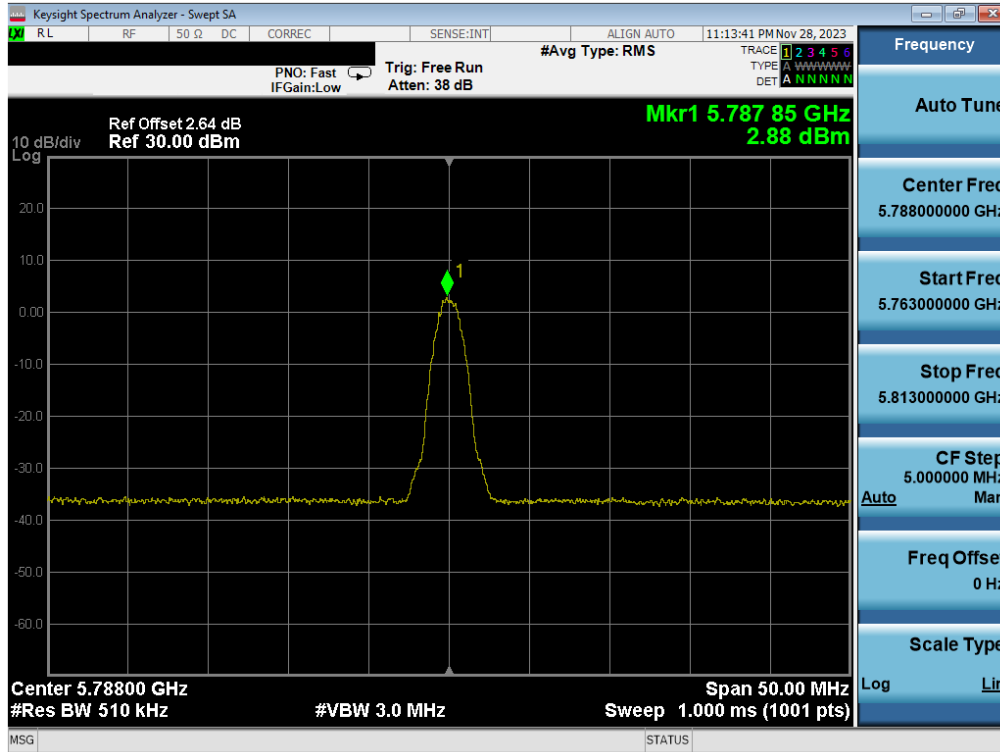 Keysight Spectrum Analyzer - Swept SA
LXI RL RF 50 Ω DC CORREC SENSE:INT ALIGN AUTO 11:13:41 PM Nov 28, 2023
#Avg Type: RMS
TRACE 1 2 3 4 5 6
TYPE A WWWWW
DET A N N N N N
PNO: Fast
IFGain:Low
Trig: Free Run
Atten: 38 dB
Mkr1 5.787 85 GHz
2.88 dBm
Ref Offset 2.64 dB
10 dB/div Ref 30.00 dBm
Log
20.0
10.0
0.00
-10.0
-20.0
-30.0
-40.0
-50.0
-60.0
1
Center 5.78800 GHz Span 50.00 MHz
#Res BW 510 kHz #VBW 3.0 MHz Sweep 1.000 ms (1001 pts)
MSG STATUS
Frequency
Auto Tune
Center Freq
5.788000000 GHz
Start Freq
5.763000000 GHz
Stop Freq
5.813000000 GHz
CF Step
5.000000 MHz
Auto Man
Freq Offset
0 Hz
Scale Type
Log Lin